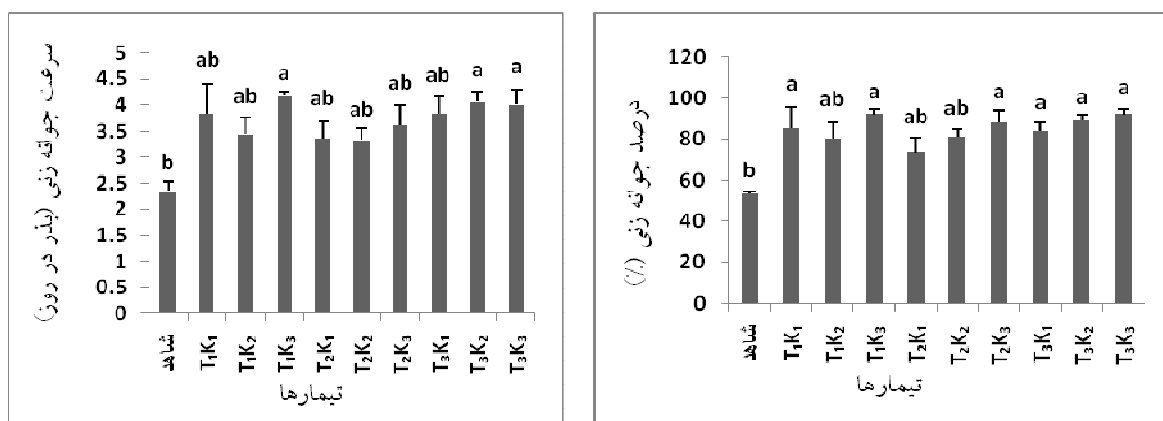 سرعت جوانه زنی (بذر در روز)
5
4.5
4
3.5
3
2.5
2
1.5
1
0.5
0
b
ab
ab
a
ab
ab
ab
ab
a
a
شاهد
T₁K₁
T₁K₂
T₁K₃
T₂K₁
T₂K₂
T₂K₃
T₃K₁
T₃K₂
T₃K₃
تیمارها
درصد جوانه زنی (%)
120
100
80
60
40
20
0
b
a
ab
a
ab
ab
a
a
a
a
شاهد
T₁K₁
T₁K₂
T₁K₃
T₂K₁
T₂K₂
T₂K₃
T₃K₁
T₃K₂
T₃K₃
تیمارها